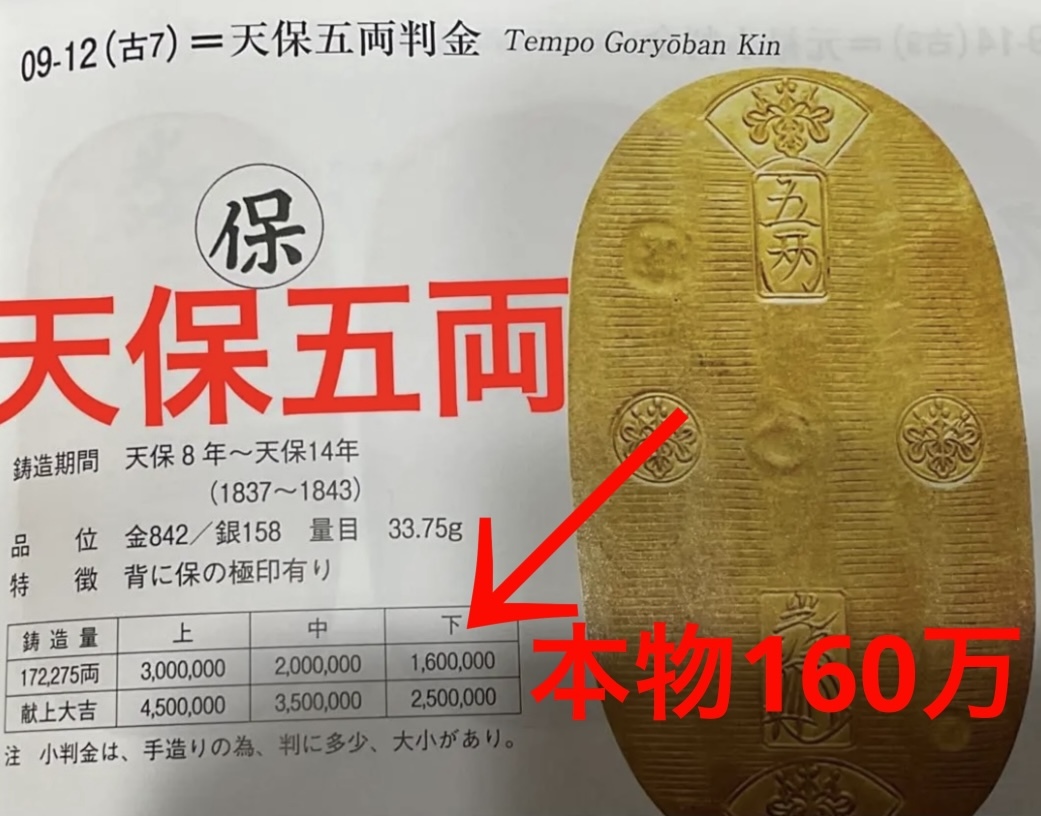 09-12(古7)＝天保五両判金 Tempo Goryōban Kin
保
天保五両
五両
鋳造期間 天保8年〜天保14年
(1837〜1843)
品位 金842／銀158 量目 33.75g
特徴 背に保の極印有り
鋳造量 上 中 下
172,275両 3,000,000 2,000,000 1,600,000
献上大吉 4,500,000 3,500,000 2,500,000
本物160万
注 小判金は、手造りの為、判に多少、大小があり。